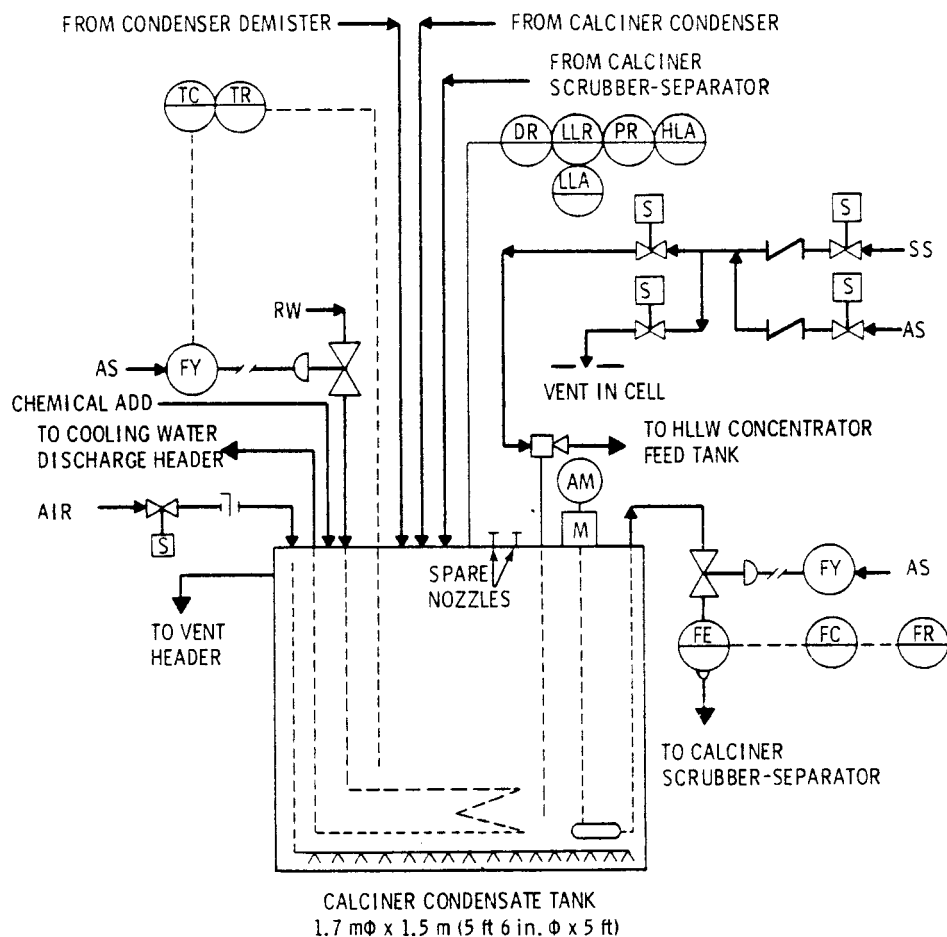 FROM CONDENSER DEMISTER
FROM CALCINER CONDENSER
FROM CALCINER
SCRUBBER-SEPARATOR
TC
TR
DR
LLR
PR
HLA
LLA
S
S
SS
RW
S
S
AS
AS
FY
VENT IN CELL
CHEMICAL ADD
TO COOLING WATER
DISCHARGE HEADER
TO HLLW CONCENTRATOR
FEED TANK
AM
AIR
M
S
SPARE
NOZZLES
FY
AS
TO VENT
HEADER
FE
FC
FR
TO CALCINER
SCRUBBER-SEPARATOR
CALCINER CONDENSATE TANK
1.7 mΦ x 1.5 m (5 ft 6 in. Φ x 5 ft)